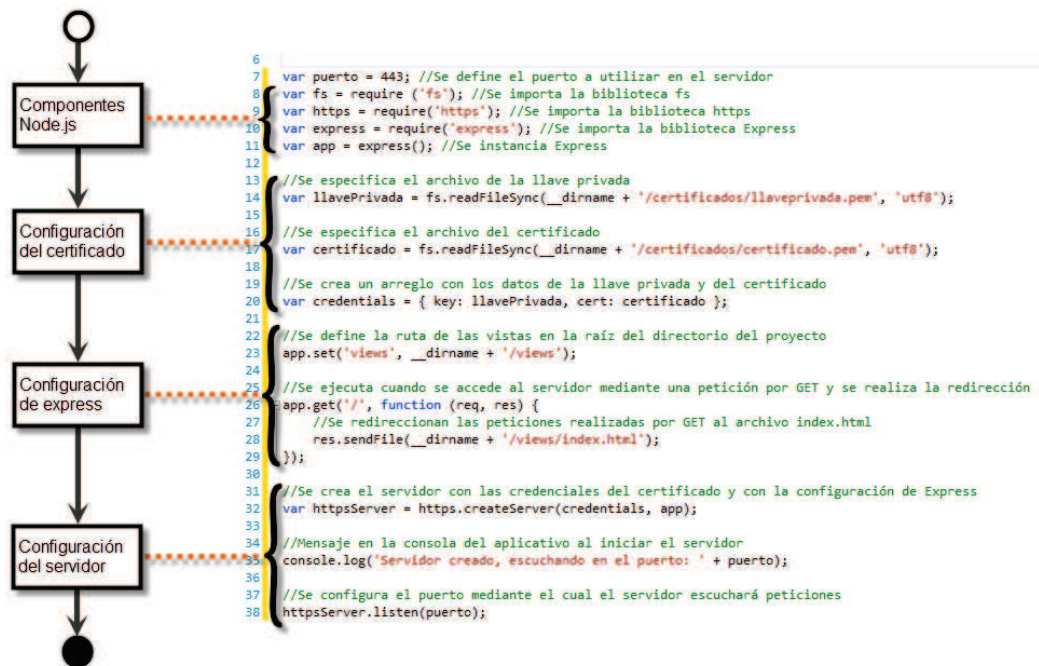 Componentes
Node.js
Configuración
del certificado
Configuración
de express
Configuración
del servidor
6
7 var puerto = 443; //Se define el puerto a utilizar en el servidor
8 var fs = require ('fs'); //Se importa la biblioteca fs
9 var https = require('https'); //Se importa la biblioteca https
10 var express = require('express'); //Se importa la biblioteca Express
11 var app = express(); //Se instancia Express
12
13 //Se especifica el archivo de la llave privada
14 var llavePrivada = fs.readFileSync(__dirname + '/certificados/llaveprivada.pem', 'utf8');
15
16 //Se especifica el archivo del certificado
17 var certificado = fs.readFileSync(__dirname + '/certificados/certificado.pem', 'utf8');
18
19 //Se crea un arreglo con los datos de la llave privada y del certificado
20 var credentials = { key: llavePrivada, cert: certificado };
21
22 //Se define la ruta de las vistas en la raíz del directorio del proyecto
23 app.set('views', __dirname + '/views');
24
25 //Se ejecuta cuando se accede al servidor mediante una petición por GET y se realiza la redirección
26 app.get('/', function (req, res) {
27 //Se redireccionan las peticiones realizadas por GET al archivo index.html
28 res.sendFile(__dirname + '/views/index.html');
29 });
30
31 //Se crea el servidor con las credenciales del certificado y con la configuración de Express
32 var httpsServer = https.createServer(credentials, app);
33
34 //Mensaje en la consola del aplicativo al iniciar el servidor
35 console.log('Servidor creado, escuchando en el puerto: ' + puerto);
36
37 //Se configura el puerto mediante el cual el servidor escuchará peticiones
38 httpsServer.listen(puerto);